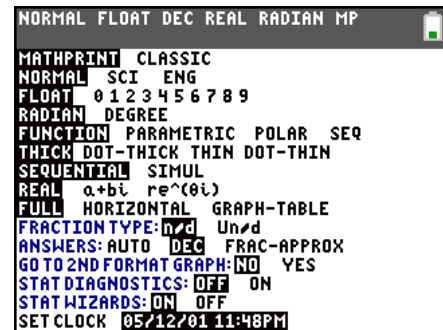 NORMAL FLOAT DEC REAL RADIAN MP
MATHPRINT CLASSIC
NORMAL SCI ENG
FLOAT 0 1 2 3 4 5 6 7 8 9
RADIAN DEGREE
FUNCTION PARAMETRIC POLAR SEQ
THICK DOT-THICK THIN DOT-THIN
SEQUENTIAL SIMUL
REAL a+bi re^(θi)
FULL HORIZONTAL GRAPH-TABLE
FRACTION TYPE: n/d Un/d
ANSWERS: AUTO DEC FRAC-APPROX
GO TO 2ND FORMAT GRAPH: NO YES
STAT DIAGNOSTICS: OFF ON
STAT WIZARDS: ON OFF
SET CLOCK 05/12/01 11:48PM